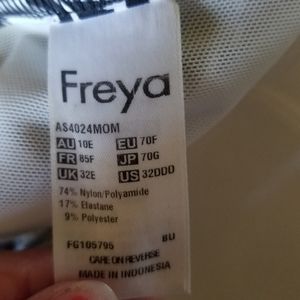 Freya
AS4024MOM
AU 10E EU 70F
FR 85F JP 70G
UK 32E US 32DDD
74% Nylon/Polyamide
17% Elastane
9% Polyester
FG105795 BU
CARE ON REVERSE
MADE IN INDONESIA